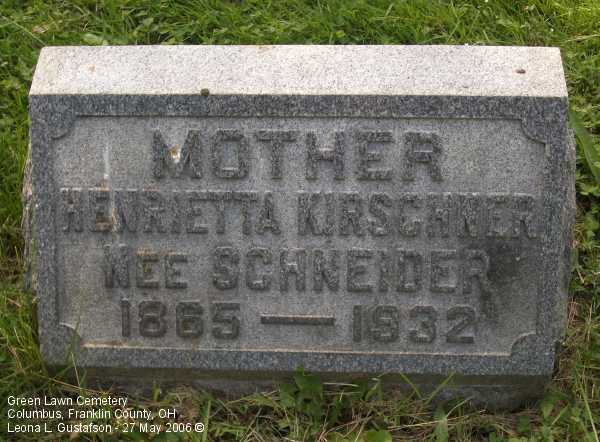 MOTHER
HENRIETTA KIRSCHNER
NEE SCHNEIDER
1865 — 1932
Green Lawn Cemetery
Columbus, Franklin County, OH
Leona L. Gustafson - 27 May 2006 ©